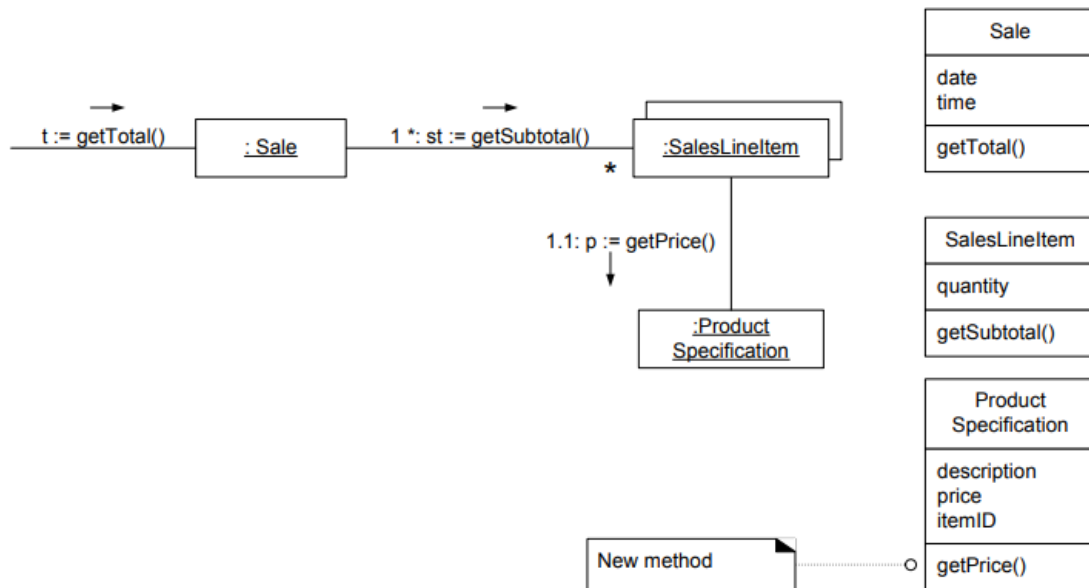 t := getTotal()
: Sale
1 *: st := getSubtotal()
:SalesLineItem
*
1.1: p := getPrice()
:Product
Specification
Sale
date
time
getTotal()
SalesLineItem
quantity
getSubtotal()
Product
Specification
description
price
itemID
getPrice()
New method